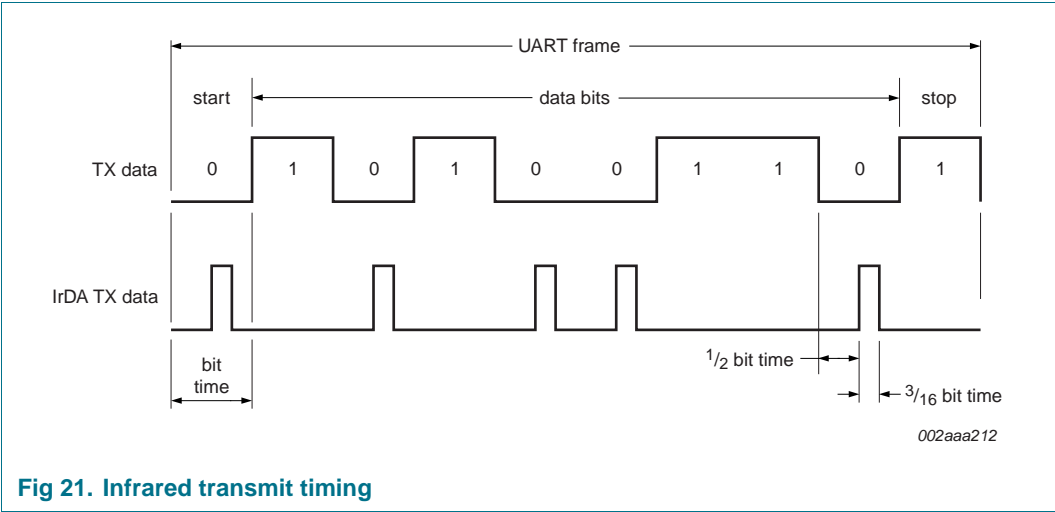 UART frame
start
data bits
stop
TX data
0 1 0 1 0 0 1 1 0 1
IrDA TX data
bit
time
1/2 bit time
3/16 bit time
002aaa212
Fig 21. Infrared transmit timing